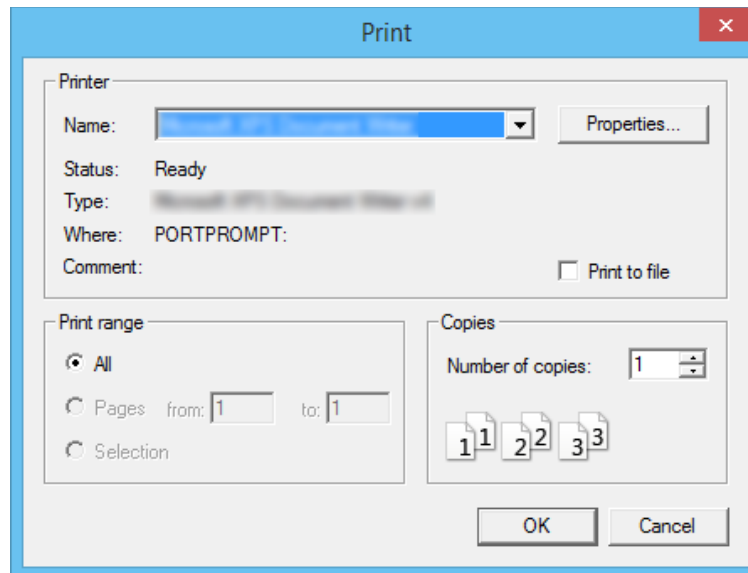 Print
Printer
Name:
Properties...
Status: Ready
Type:
Where: PORTPROMPT:
Comment:
Print to file
Print range
All
Pages from: 1 to: 1
Selection
Copies
Number of copies: 1
1 1 2 2 3 3
OK Cancel